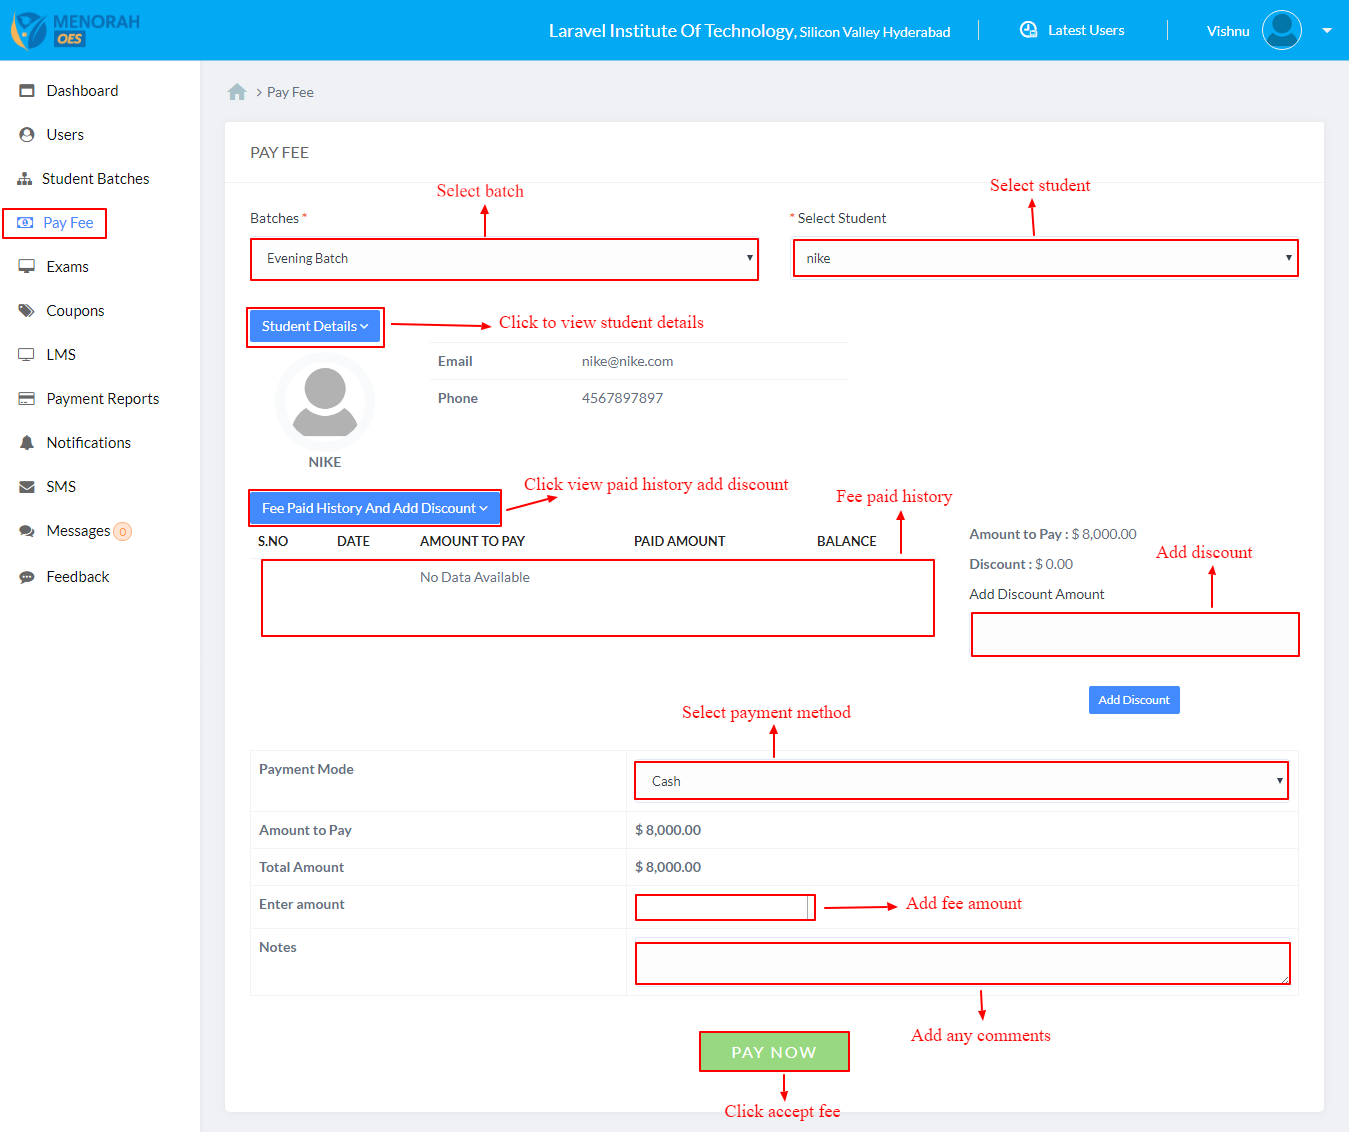 MENORAH
OES
Laravel Institute Of Technology, Silicon Valley Hyderabad
Latest Users
Vishnu
Dashboard
Users
Student Batches
Pay Fee
Exams
Coupons
LMS
Payment Reports
Notifications
SMS
Messages 0
Feedback
> Pay Fee
PAY FEE
Select batch
Select student
Batches *
* Select Student
Evening Batch
nike
Student Details
Click to view student details
Email nike@nike.com
Phone 4567897897
NIKE
Click view paid history add discount
Fee paid history
Fee Paid History And Add Discount
S.NO DATE AMOUNT TO PAY PAID AMOUNT BALANCE
No Data Available
Amount to Pay : $ 8,000.00
Add discount
Discount : $ 0.00
Add Discount Amount
Add Discount
Select payment method
Payment Mode Cash
Amount to Pay $ 8,000.00
Total Amount $ 8,000.00
Enter amount
Add fee amount
Notes
Add any comments
PAY NOW
Click accept fee